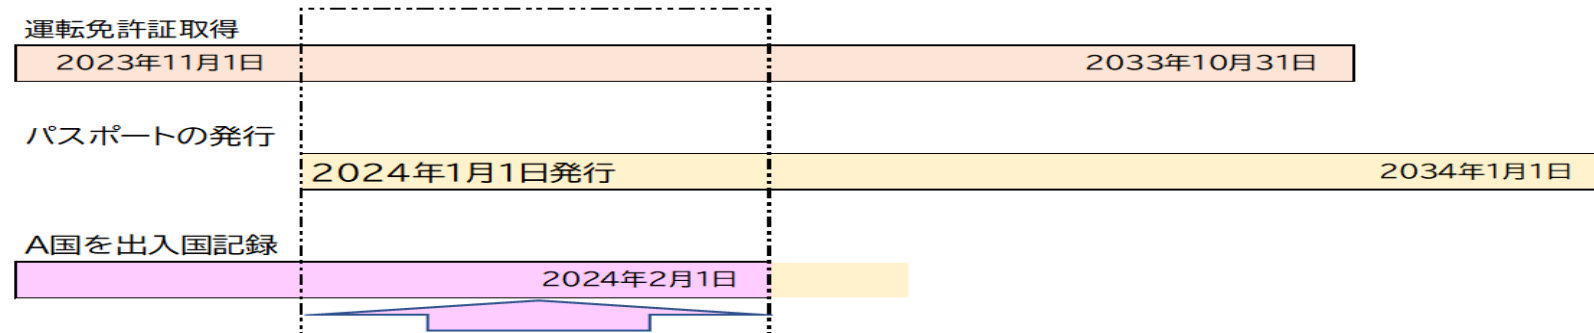 運転免許証取得
2023年11月1日 2033年10月31日
パスポートの発行
2024年1月1日発行 2034年1月1日
A国を出入国記録
2024年2月1日